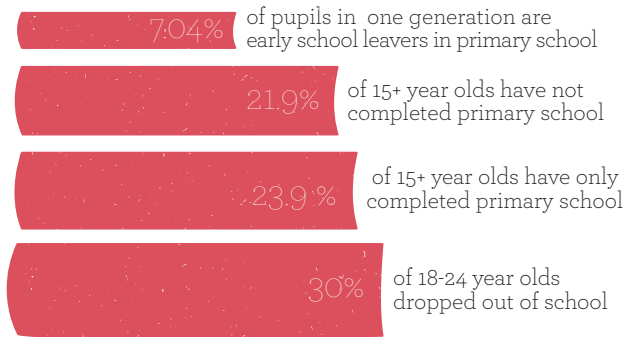 7.04% of pupils in one generation are
early school leavers in primary school
21.9% of 15+ year olds have not
completed primary school
23.9 % of 15+ year olds have only
completed primary school
30% of 18-24 year olds
dropped out of school